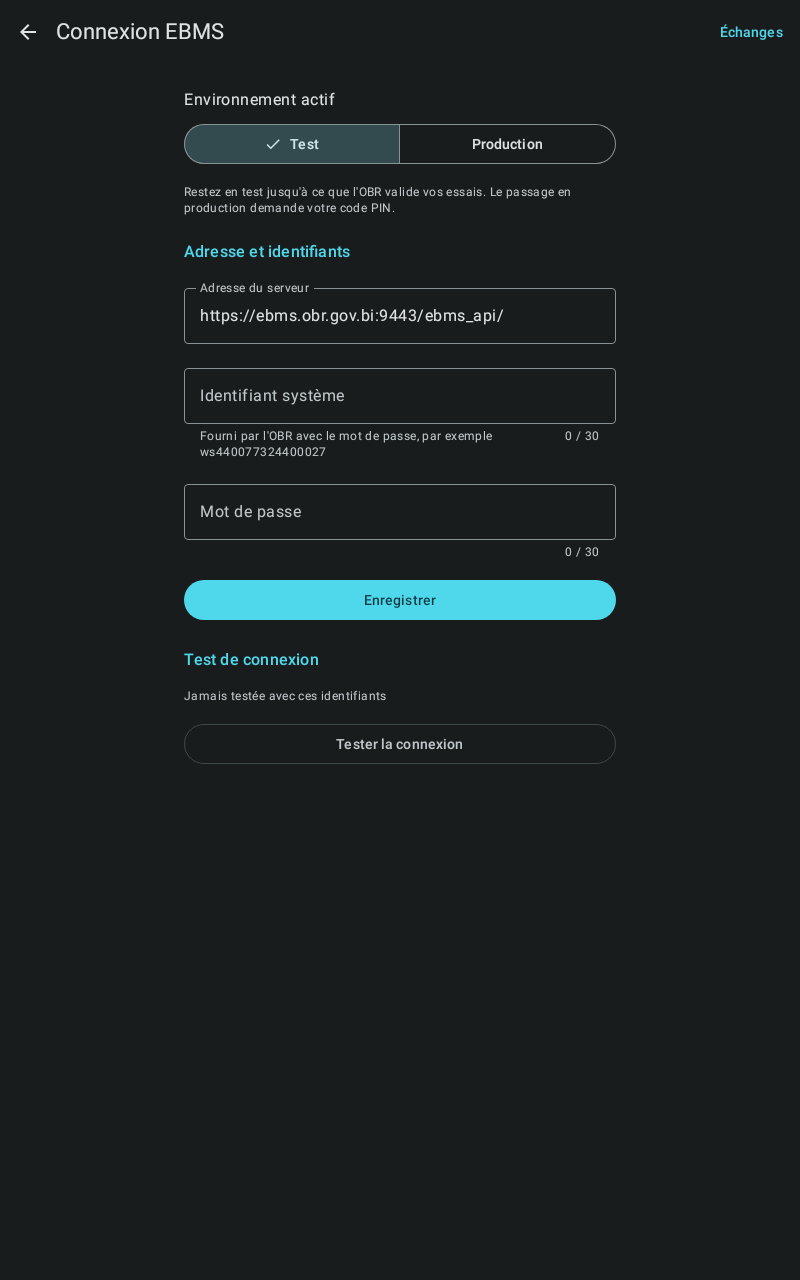 Connexion EBMS
Échanges
Environnement actif
Test
Production
Restez en test jusqu'à ce que l'OBR valide vos essais. Le passage en
production demande votre code PIN.
Adresse et identifiants
Adresse du serveur
https://ebms.obr.gov.bi:9443/ebms_api/
Identifiant système
Fourni par l'OBR avec le mot de passe, par exemple
ws440077324400027
0 / 30
Mot de passe
0 / 30
Enregistrer
Test de connexion
Jamais testée avec ces identifiants
Tester la connexion